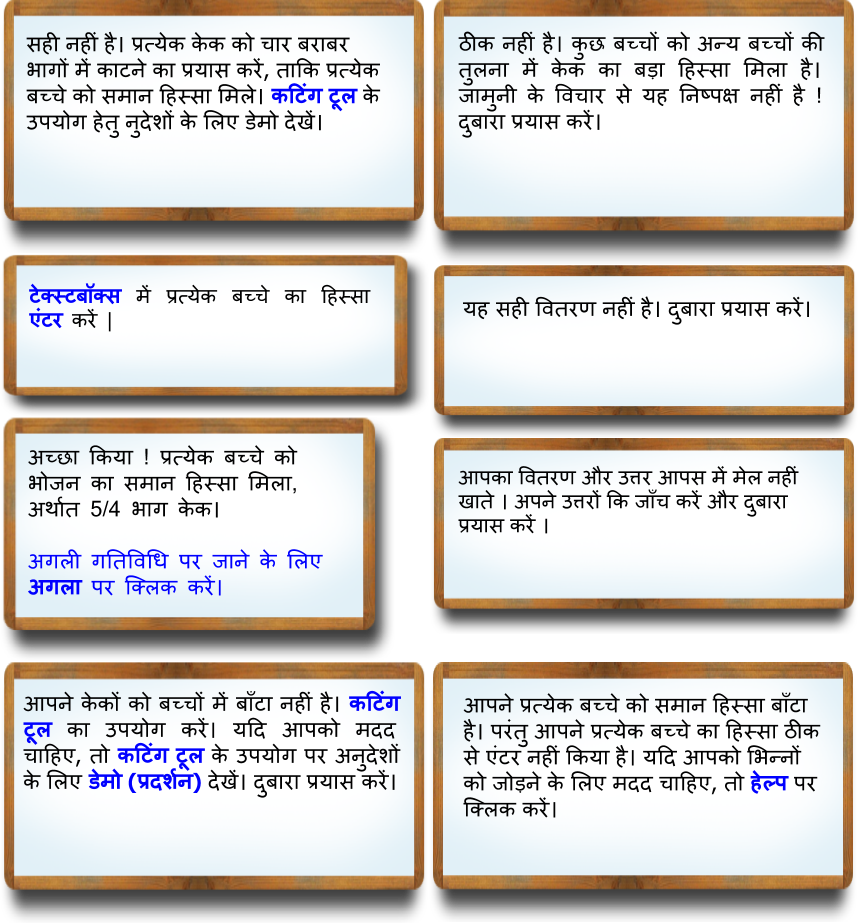 सही नहीं है। प्रत्येक केक को चार बराबर
भागों में काटने का प्रयास करें, ताकि प्रत्येक
बच्चे को समान हिस्सा मिले। कटिंग टूल के
उपयोग हेतु नुदेशों के लिए डेमो देखें।
ठीक नहीं है। कुछ बच्चों को अन्य बच्चों की
तुलना में केक का बड़ा हिस्सा मिला है।
जामुनी के विचार से यह निष्पक्ष नहीं है !
दुबारा प्रयास करें।
टेक्स्टबॉक्स में प्रत्येक बच्चे का हिस्सा
एंटर करें |
यह सही वितरण नहीं है। दुबारा प्रयास करें।
अच्छा किया ! प्रत्येक बच्चे को
भोजन का समान हिस्सा मिला,
अर्थात 5/4 भाग केक।
अगली गतिविधि पर जाने के लिए
अगला पर क्लिक करें।
आपका वितरण और उत्तर आपस में मेल नहीं
खाते । अपने उत्तरों कि जाँच करें और दुबारा
प्रयास करें ।
आपने केकों को बच्चों में बाँटा नहीं है। कटिंग
टूल का उपयोग करें। यदि आपको मदद
चाहिए, तो कटिंग टूल के उपयोग पर अनुदेशों
के लिए डेमो (प्रदर्शन) देखें। दुबारा प्रयास करें।
आपने प्रत्येक बच्चे को समान हिस्सा बाँटा
है। परंतु आपने प्रत्येक बच्चे का हिस्सा ठीक
से एंटर नहीं किया है। यदि आपको भिन्नों
को जोड़ने के लिए मदद चाहिए, तो हेल्प पर
क्लिक करें।